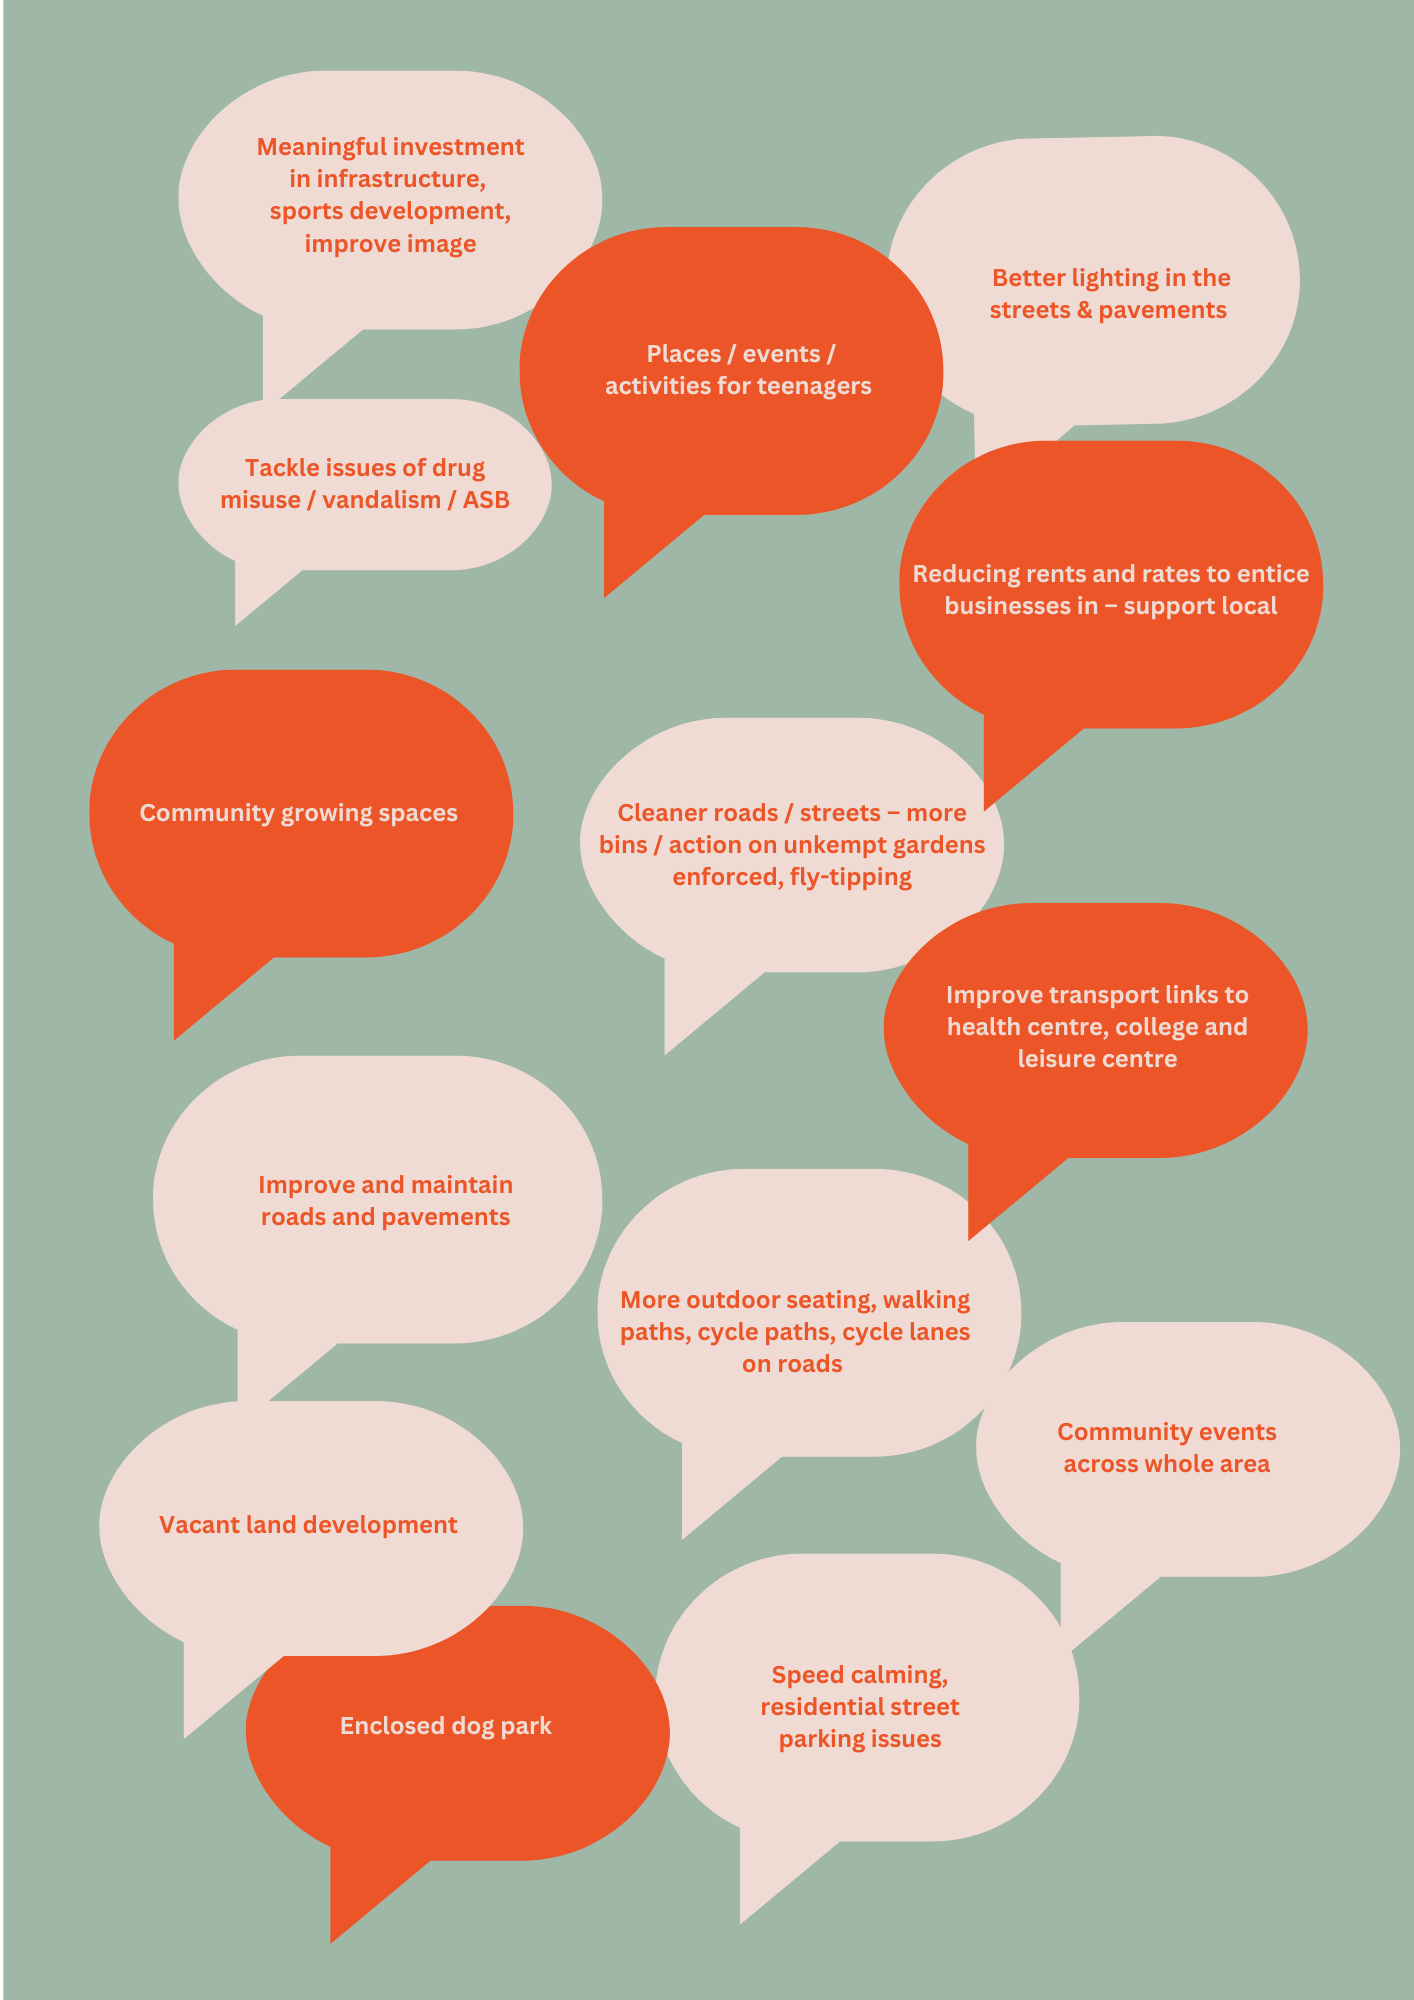 Meaningful investment
in infrastructure,
sports development,
improve image
Better lighting in the
streets & pavements
Places / events /
activities for teenagers
Tackle issues of drug
misuse / vandalism / ASB
Reducing rents and rates to entice
businesses in – support local
Community growing spaces
Cleaner roads / streets – more
bins / action on unkempt gardens
enforced, fly-tipping
Improve transport links to
health centre, college and
leisure centre
Improve and maintain
roads and pavements
More outdoor seating, walking
paths, cycle paths, cycle lanes
on roads
Community events
across whole area
Vacant land development
Speed calming,
residential street
parking issues
Enclosed dog park